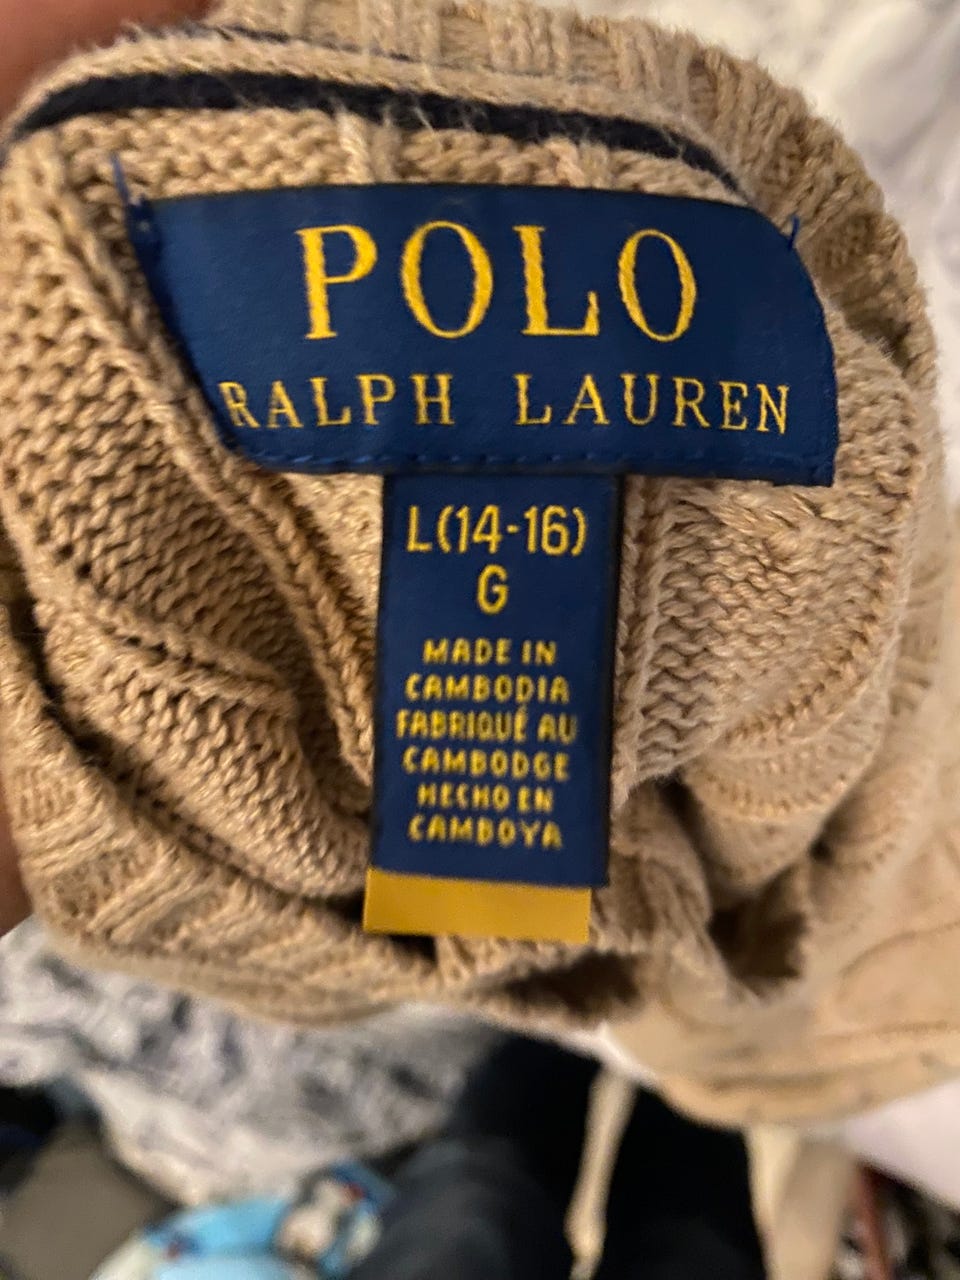 POLO
RALPH LAUREN
L(14-16)
G
MADE IN
CAMBODIA
FABRIQUÉ AU
CAMBODGE
HECHO EN
CAMBOYA